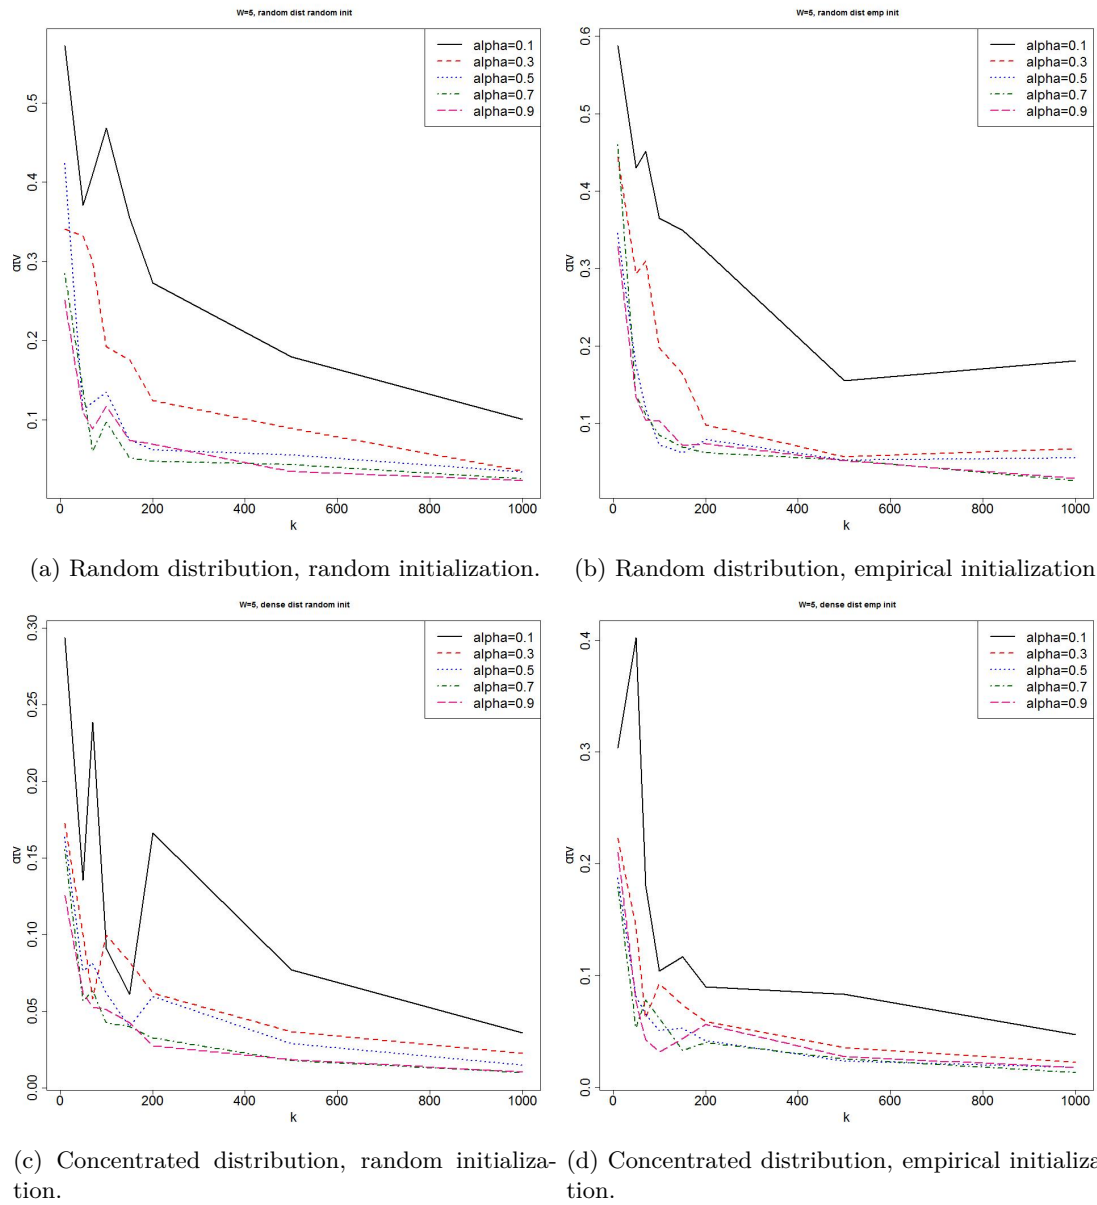 W=5, random dist random init
alpha=0.1
alpha=0.3
alpha=0.5
alpha=0.7
alpha=0.9
dtv
0.5
0.4
0.3
0.2
0.1
0 200 400 600 800 1000
k
(a) Random distribution, random initialization.
W=5, random dist emp init
alpha=0.1
alpha=0.3
alpha=0.5
alpha=0.7
alpha=0.9
dtv
0.6
0.5
0.4
0.3
0.2
0.1
0 200 400 600 800 1000
k
(b) Random distribution, empirical initialization
W=5, dense dist random init
alpha=0.1
alpha=0.3
alpha=0.5
alpha=0.7
alpha=0.9
dtv
0.30
0.25
0.20
0.15
0.10
0.05
0.00
0 200 400 600 800 1000
k
(c) Concentrated distribution, random initializa-
tion.
W=5, dense dist emp init
alpha=0.1
alpha=0.3
alpha=0.5
alpha=0.7
alpha=0.9
dtv
0.4
0.3
0.2
0.1
0.0
0 200 400 600 800 1000
k
(d) Concentrated distribution, empirical initializa
tion.